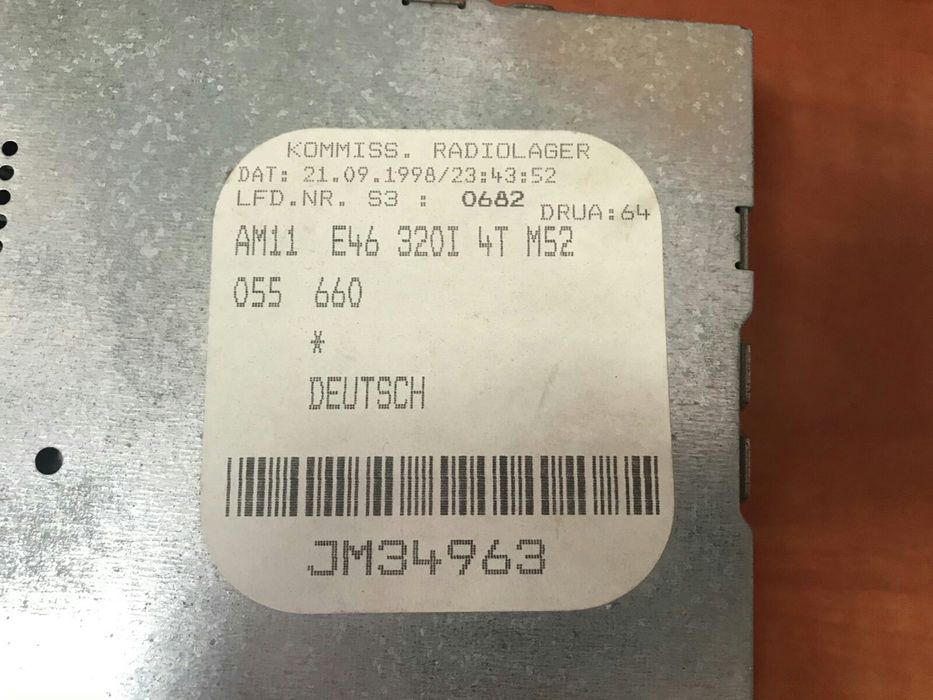 KOMMISS. RADIOLAGER
DAT: 21.09.1998/23:43:52
LFD.NR. S3 : 0682 DRUA:64
AM11 E46 320I 4T M52
055 660
*
DEUTSCH
JM34963